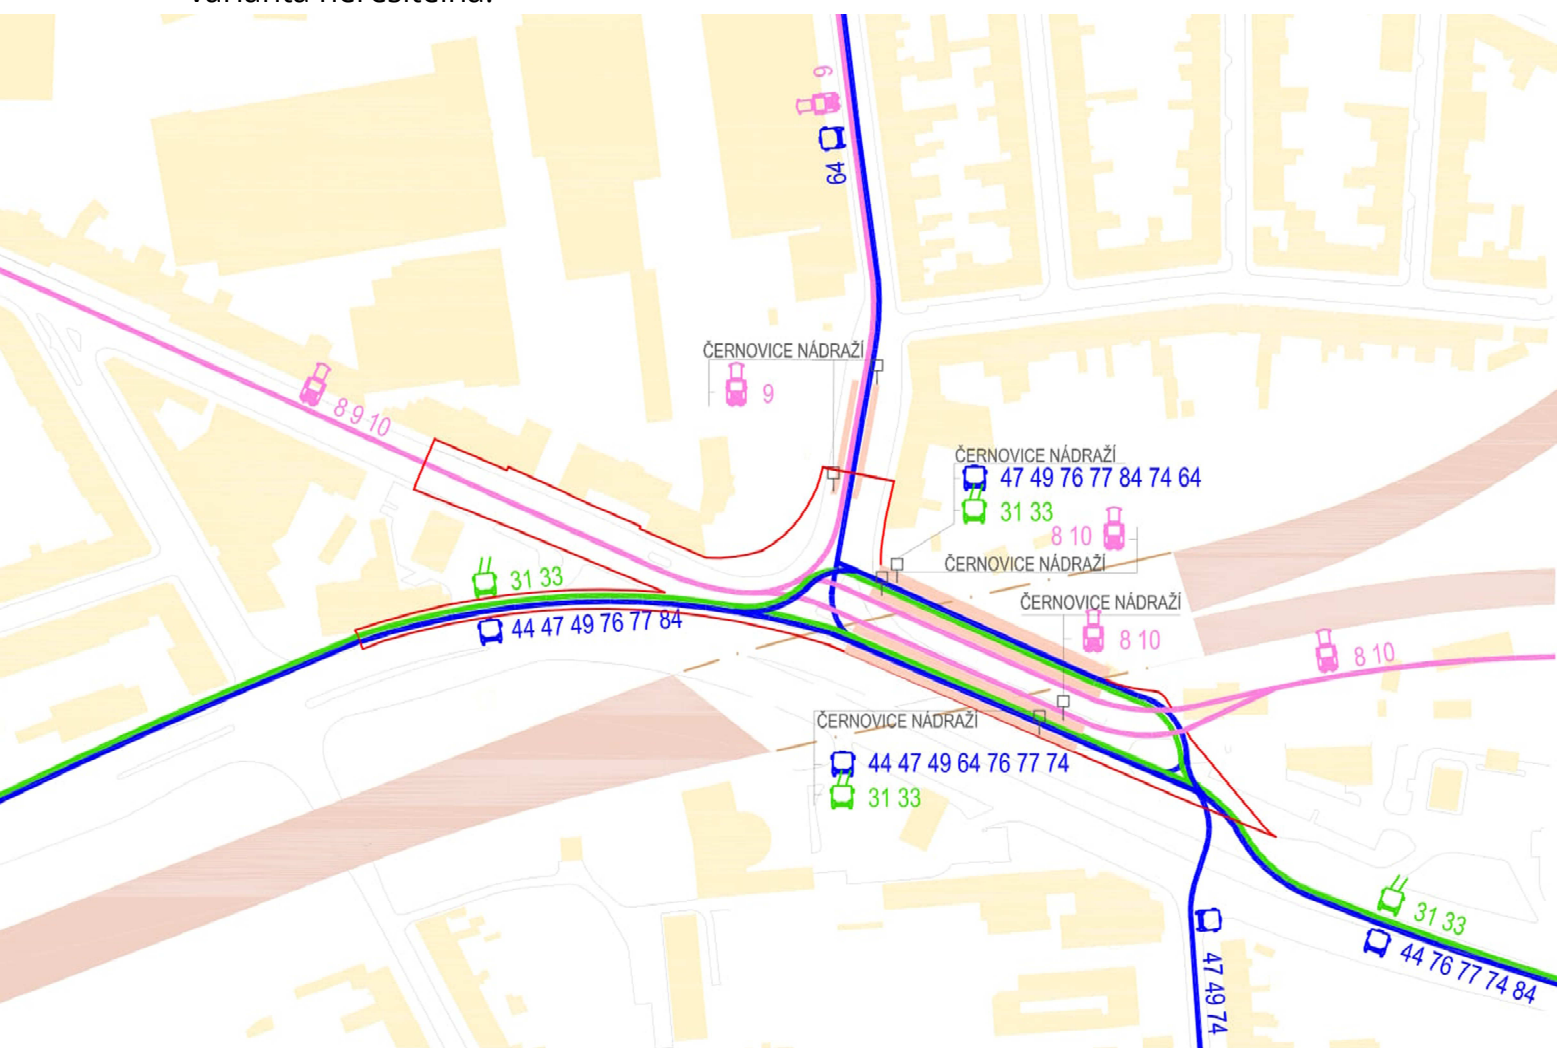 varianta neřešitelná.
9
64
ČERNOVICE NÁDRAŽÍ
9
8 9 10
ČERNOVICE NÁDRAŽÍ
47 49 76 77 84 74 64
31 33
8 10
ČERNOVICE NÁDRAŽÍ
31 33
44 47 49 76 77 84
ČERNOVICE NÁDRAŽÍ
8 10
8 10
ČERNOVICE NÁDRAŽÍ
44 47 49 64 76 77 74
31 33
31 33
44 76 77 74 84
47 49 74